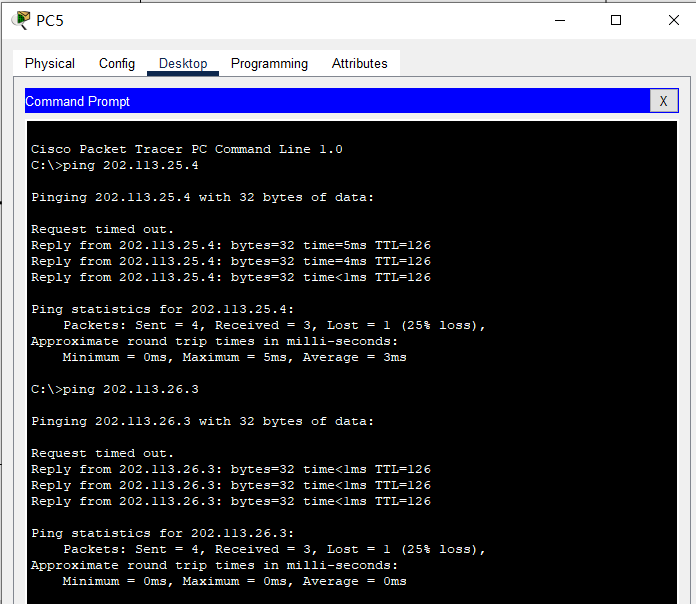 PC5
Physical Config Desktop Programming Attributes
Command Prompt
X
Cisco Packet Tracer PC Command Line 1.0
C:\>ping 202.113.25.4
Pinging 202.113.25.4 with 32 bytes of data:
Request timed out.
Reply from 202.113.25.4: bytes=32 time=5ms TTL=126
Reply from 202.113.25.4: bytes=32 time=4ms TTL=126
Reply from 202.113.25.4: bytes=32 time<1ms TTL=126
Ping statistics for 202.113.25.4:
Packets: Sent = 4, Received = 3, Lost = 1 (25% loss),
Approximate round trip times in milli-seconds:
Minimum = 0ms, Maximum = 5ms, Average = 3ms
C:\>ping 202.113.26.3
Pinging 202.113.26.3 with 32 bytes of data:
Request timed out.
Reply from 202.113.26.3: bytes=32 time<1ms TTL=126
Reply from 202.113.26.3: bytes=32 time<1ms TTL=126
Reply from 202.113.26.3: bytes=32 time<1ms TTL=126
Ping statistics for 202.113.26.3:
Packets: Sent = 4, Received = 3, Lost = 1 (25% loss),
Approximate round trip times in milli-seconds:
Minimum = 0ms, Maximum = 0ms, Average = 0ms